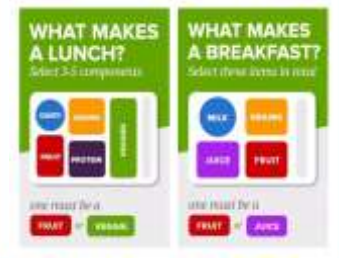 WHAT MAKES
A LUNCH?
Select 3-5 components
DAIRY
GRAINS
FRUIT
PROTEIN
VEGGIES
one must be a
FRUIT or VEGGIE
WHAT MAKES
A BREAKFAST?
Select three items in total
MILK
GRAINS
JUICE
FRUIT
one must be a
FRUIT or JUICE